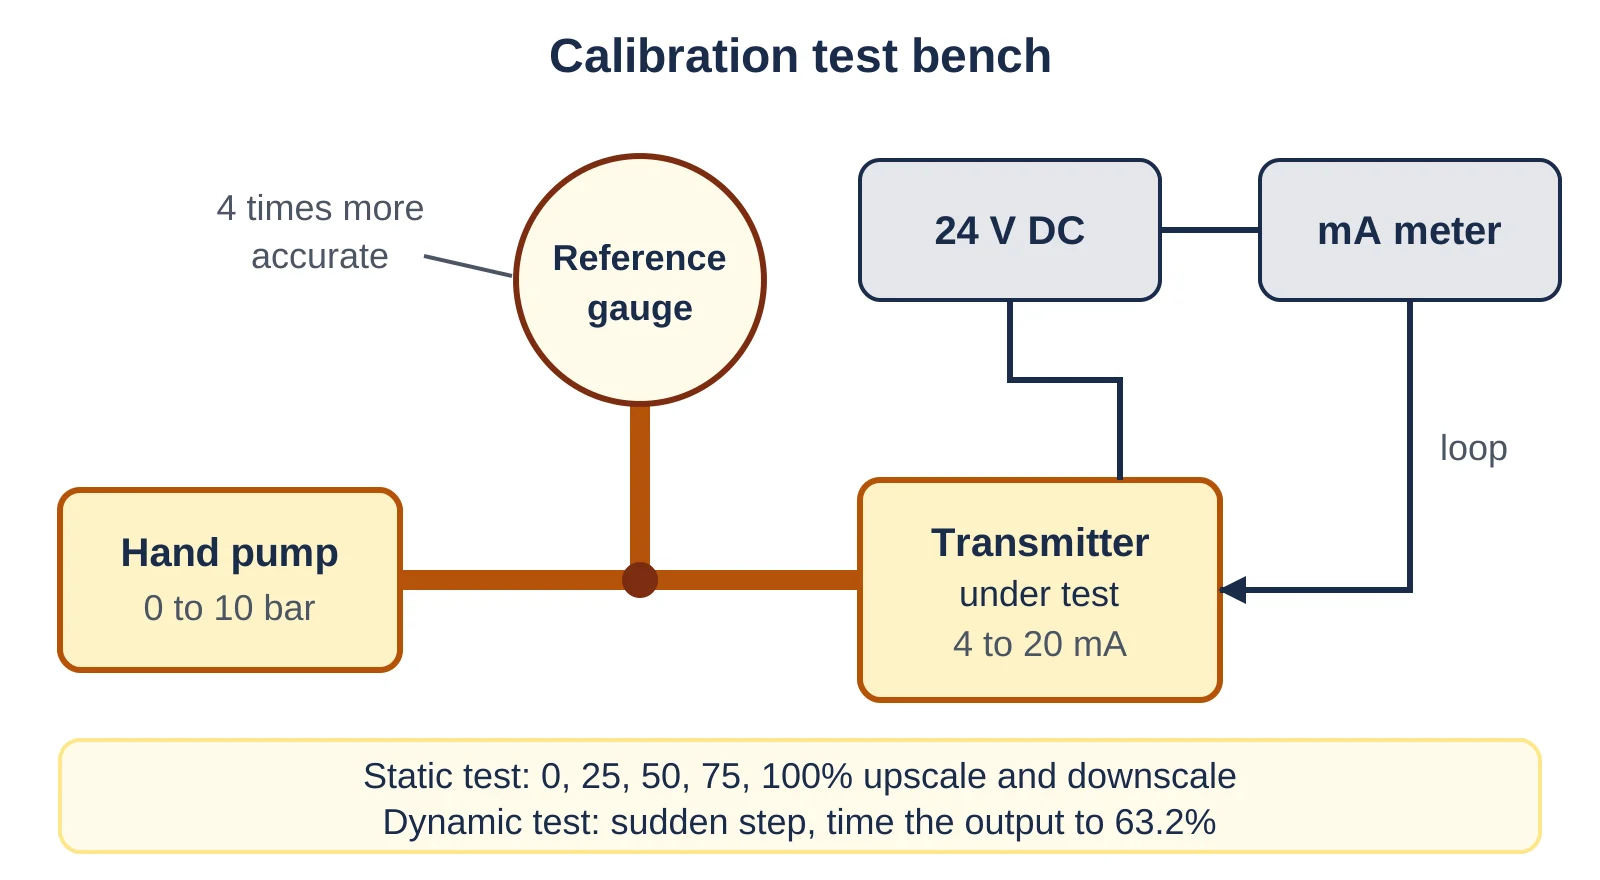 Calibration test bench
4 times more
accurate
Reference
gauge
24 V DC
mA meter
loop
Hand pump
0 to 10 bar
Transmitter
under test
4 to 20 mA
Static test: 0, 25, 50, 75, 100% upscale and downscale
Dynamic test: sudden step, time the output to 63.2%